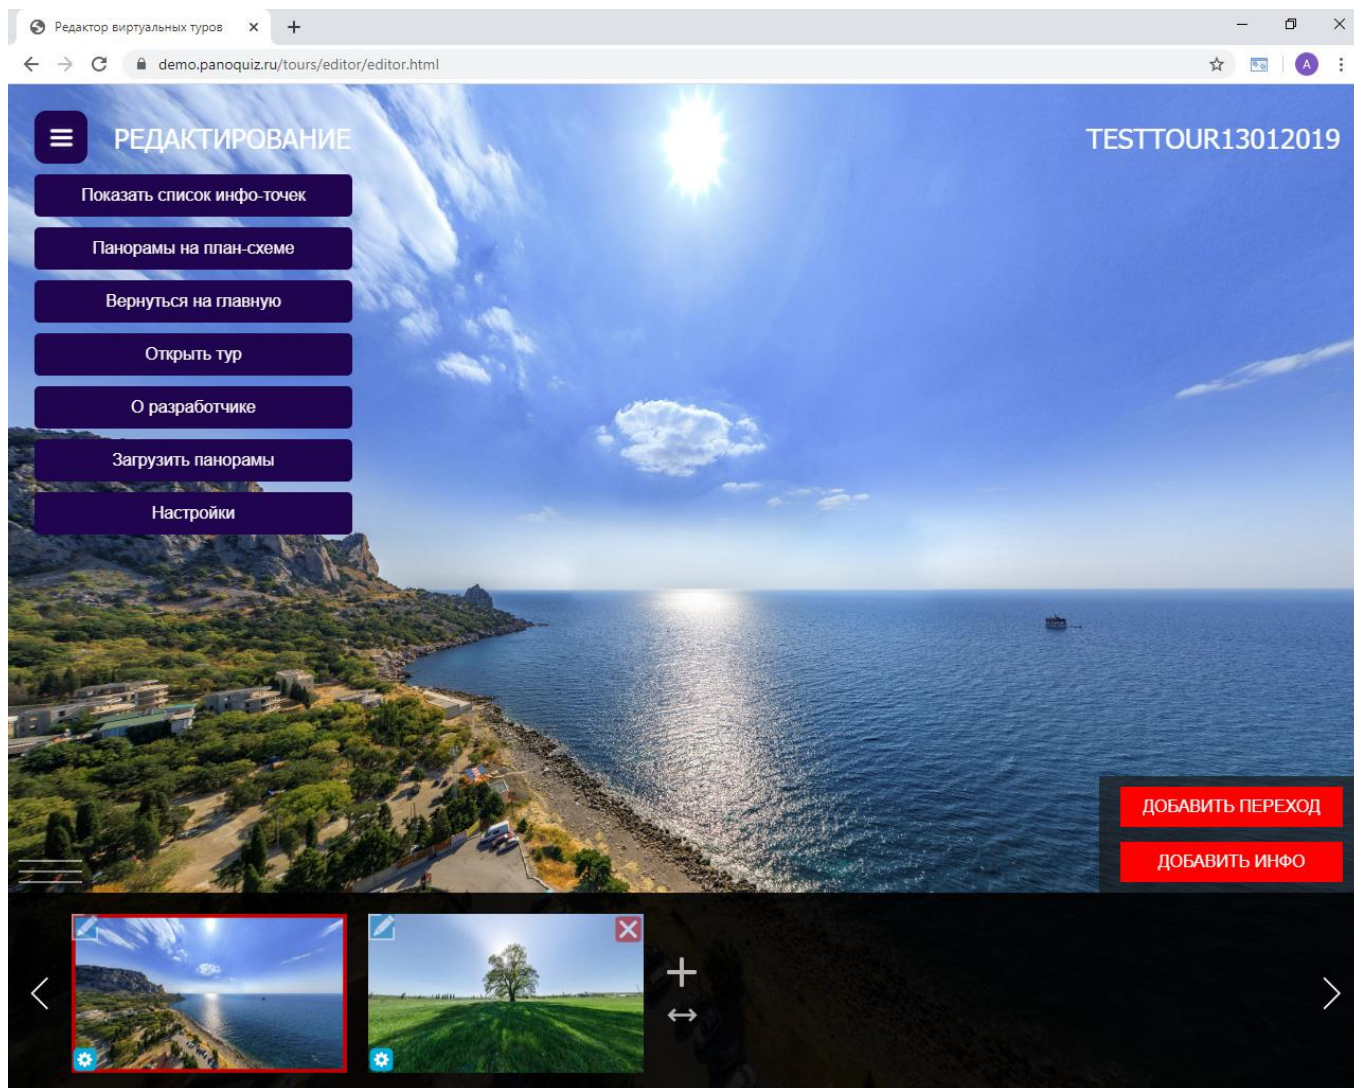 Редактор виртуальных туров
demo.panoquiz.ru/tours/editor/editor.html
A
РЕДАКТИРОВАНИЕ
TESTTOUR13012019
Показать список инфо-точек
Панорамы на план-схеме
Вернуться на главную
Открыть тур
О разработчике
Загрузить панорамы
Настройки
ДОБАВИТЬ ПЕРЕХОД
ДОБАВИТЬ ИНФО